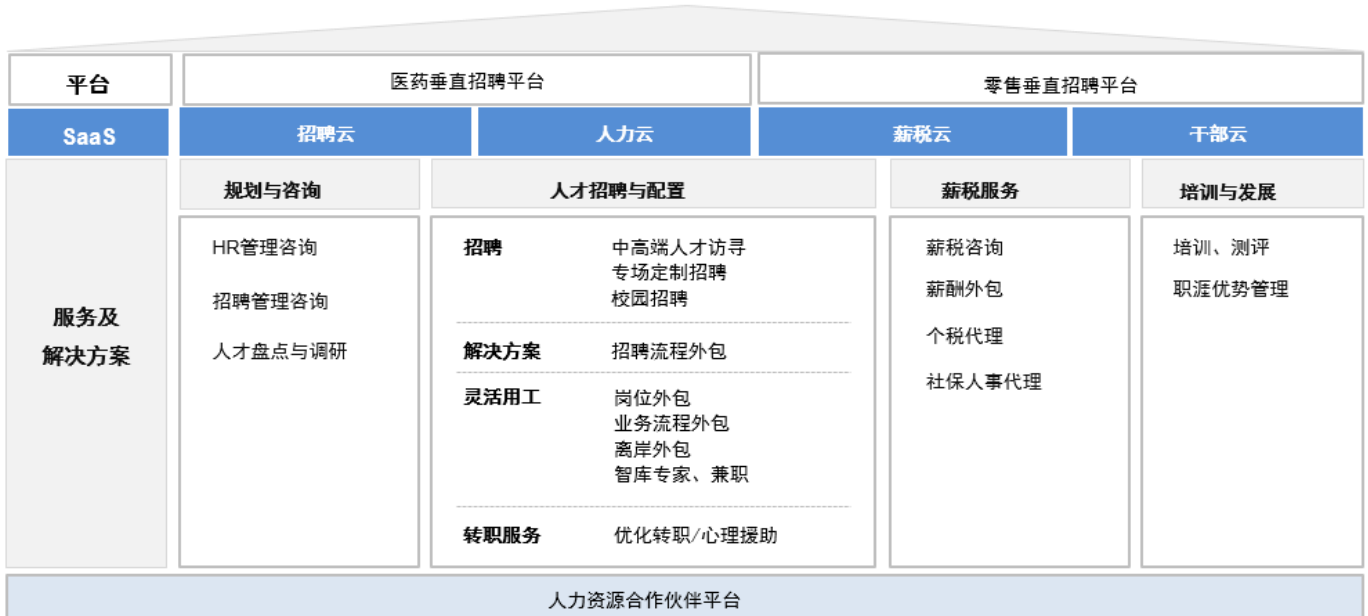 平台
医药垂直招聘平台
零售垂直招聘平台
SaaS
招聘云
人力云
薪税云
干部云
服务及
解决方案
规划与咨询
HR管理咨询
招聘管理咨询
人才盘点与调研
人才招聘与配置
招聘
中高端人才访寻
专场定制招聘
校园招聘
解决方案
招聘流程外包
灵活用工
岗位外包
业务流程外包
离岸外包
智库专家、兼职
转职服务
优化转职/心理援助
薪税服务
薪税咨询
薪酬外包
个税代理
社保人事代理
培训与发展
培训、测评
职涯优势管理
人力资源合作伙伴平台